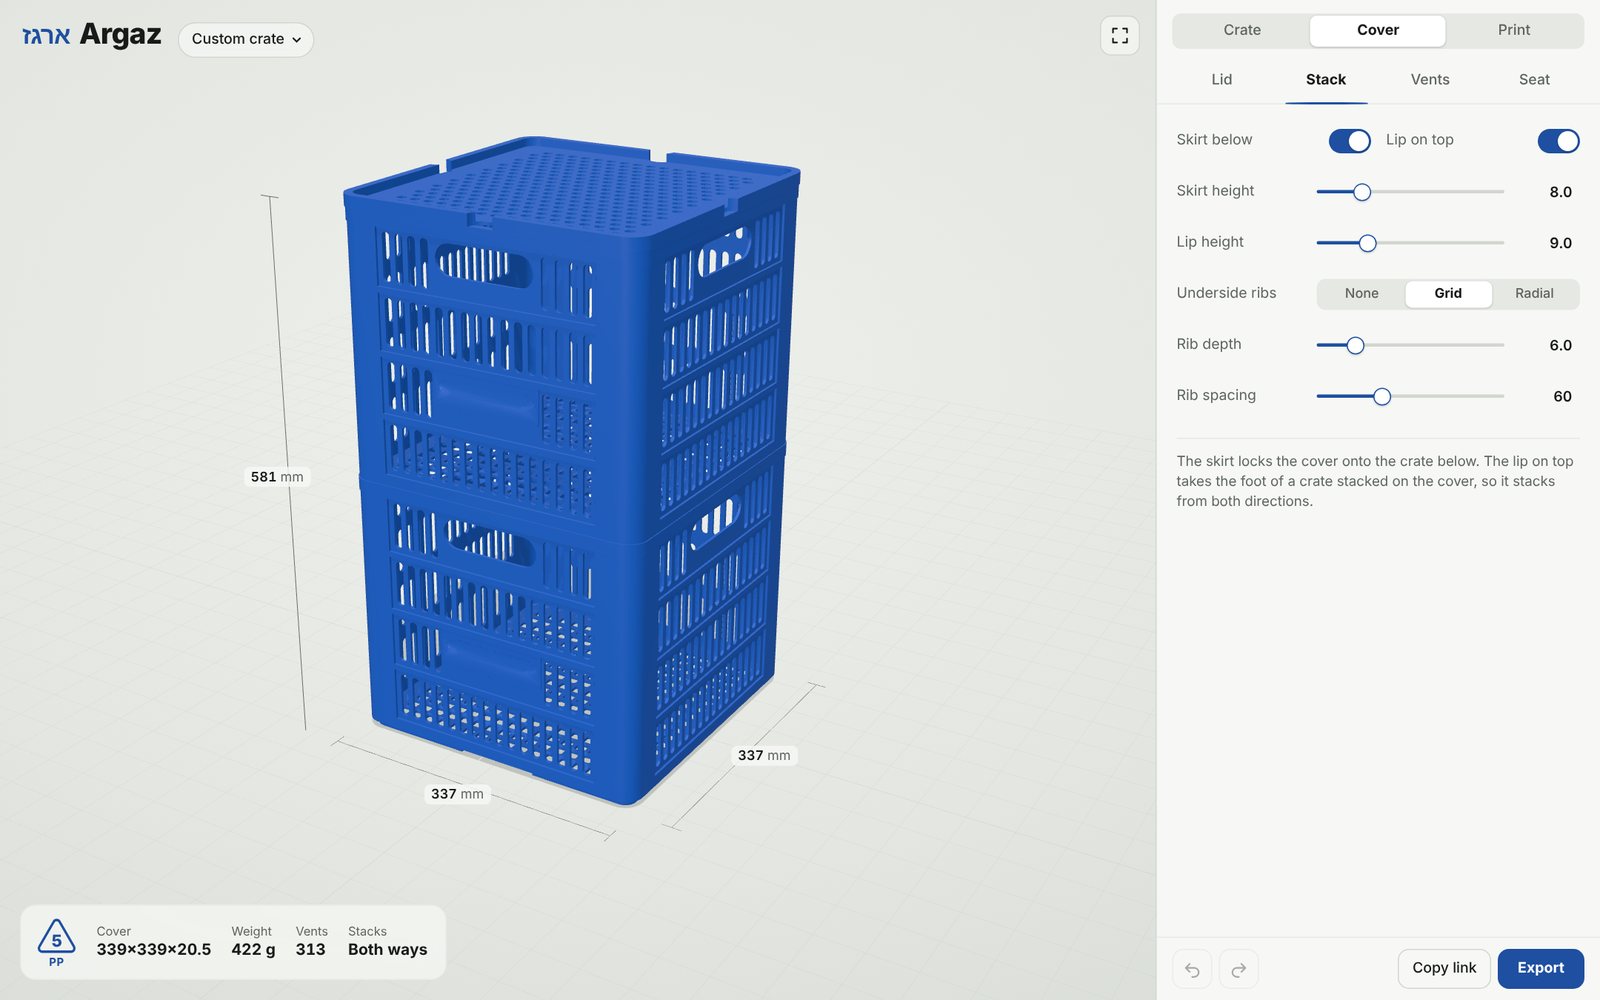 ארגז Argaz
Custom crate
Crate
Cover
Print
Lid
Stack
Vents
Seat
Skirt below
Lip on top
Skirt height
8.0
Lip height
9.0
Underside ribs
None
Grid
Radial
Rib depth
6.0
Rib spacing
60
The skirt locks the cover onto the crate below. The lip on top
takes the foot of a crate stacked on the cover, so it stacks
from both directions.
581 mm
337 mm
337 mm
5
PP
Cover
339×339×20.5
Weight
422 g
Vents
313
Stacks
Both ways
Copy link
Export